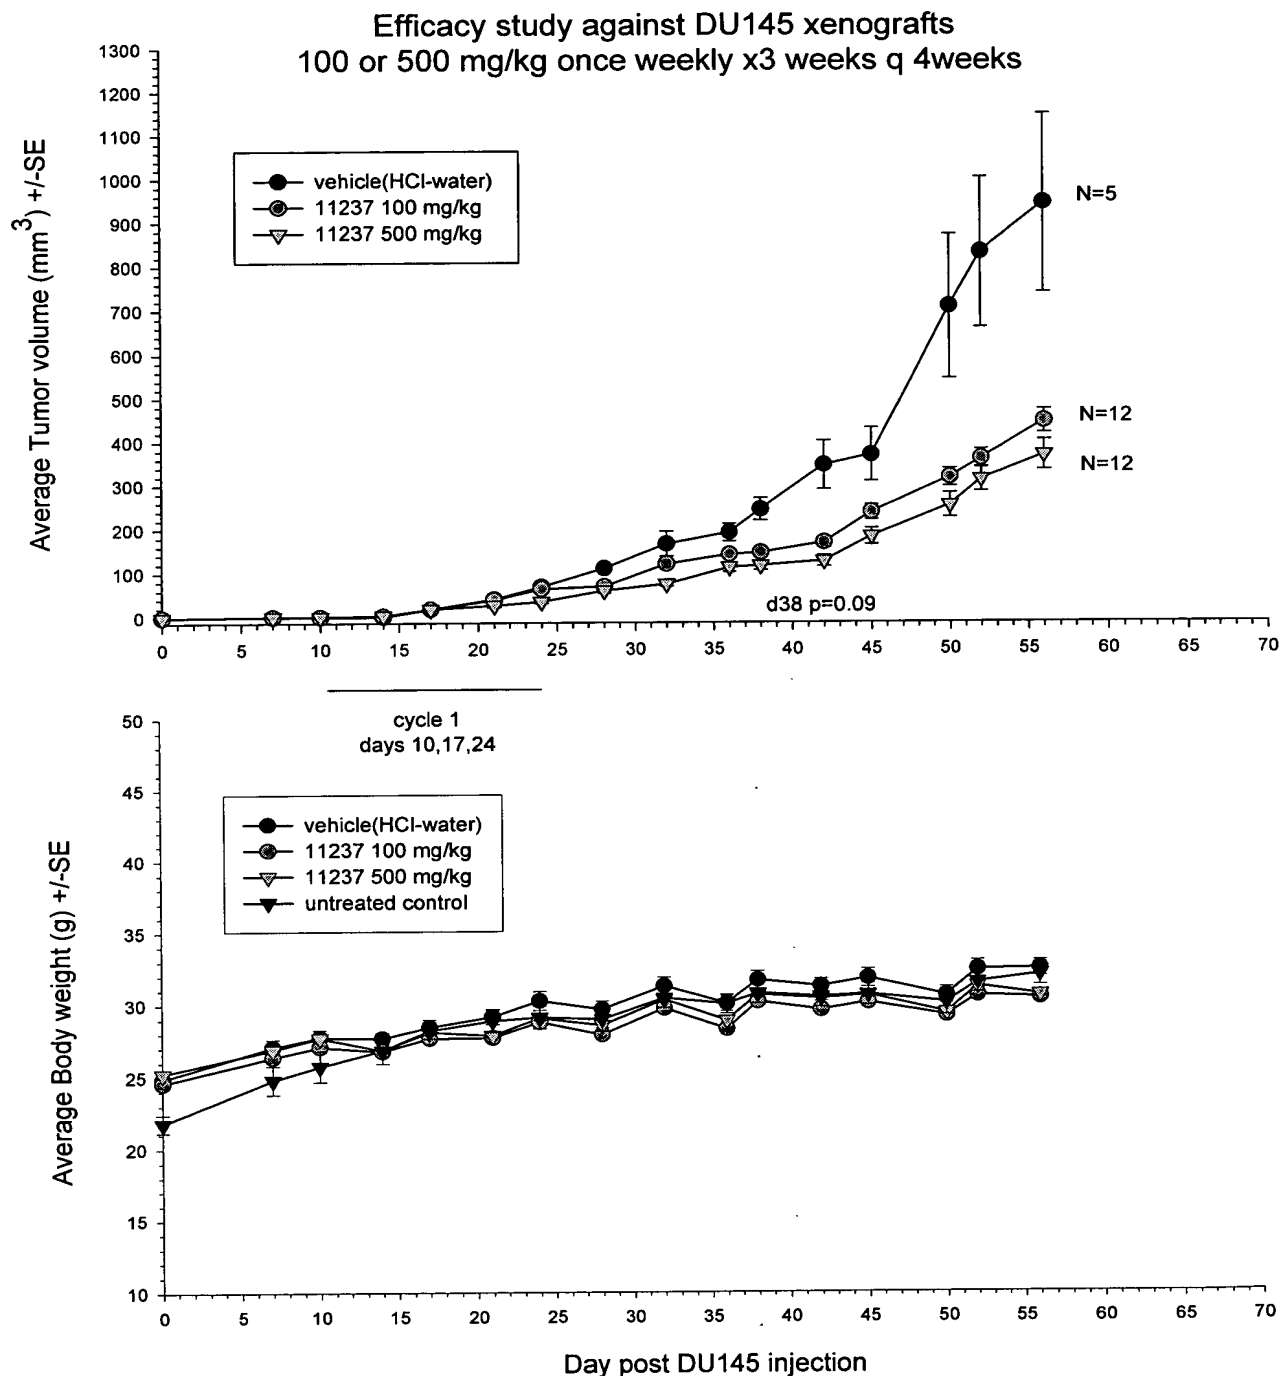 Efficacy study against DU145 xenografts
100 or 500 mg/kg once weekly x3 weeks q 4weeks
Average Tumor volume (mm3) +/-SE
1300
1200
1100
1000
900
800
700
600
500
400
300
200
100
0
vehicle(HCl-water)
11237 100 mg/kg
11237 500 mg/kg
N=5
N=12
N=12
d38 p=0.09
0 5 10 15 20 25 30 35 40 45 50 55 60 65 70
cycle 1
days 10,17,24
Average Body weight (g) +/-SE
50
45
40
35
30
25
20
15
10
vehicle(HCl-water)
11237 100 mg/kg
11237 500 mg/kg
untreated control
0 5 10 15 20 25 30 35 40 45 50 55 60 65 70
Day post DU145 injection